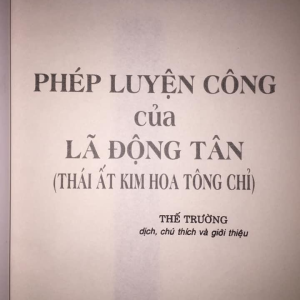 PHÉP LUYỆN CÔNG
của
LÃ ĐỘNG TÂN
(THÁI ẤT KIM HOA TÔNG CHỈ)
THẾ TRƯỜNG
dịch, chú thích và giới thiệu